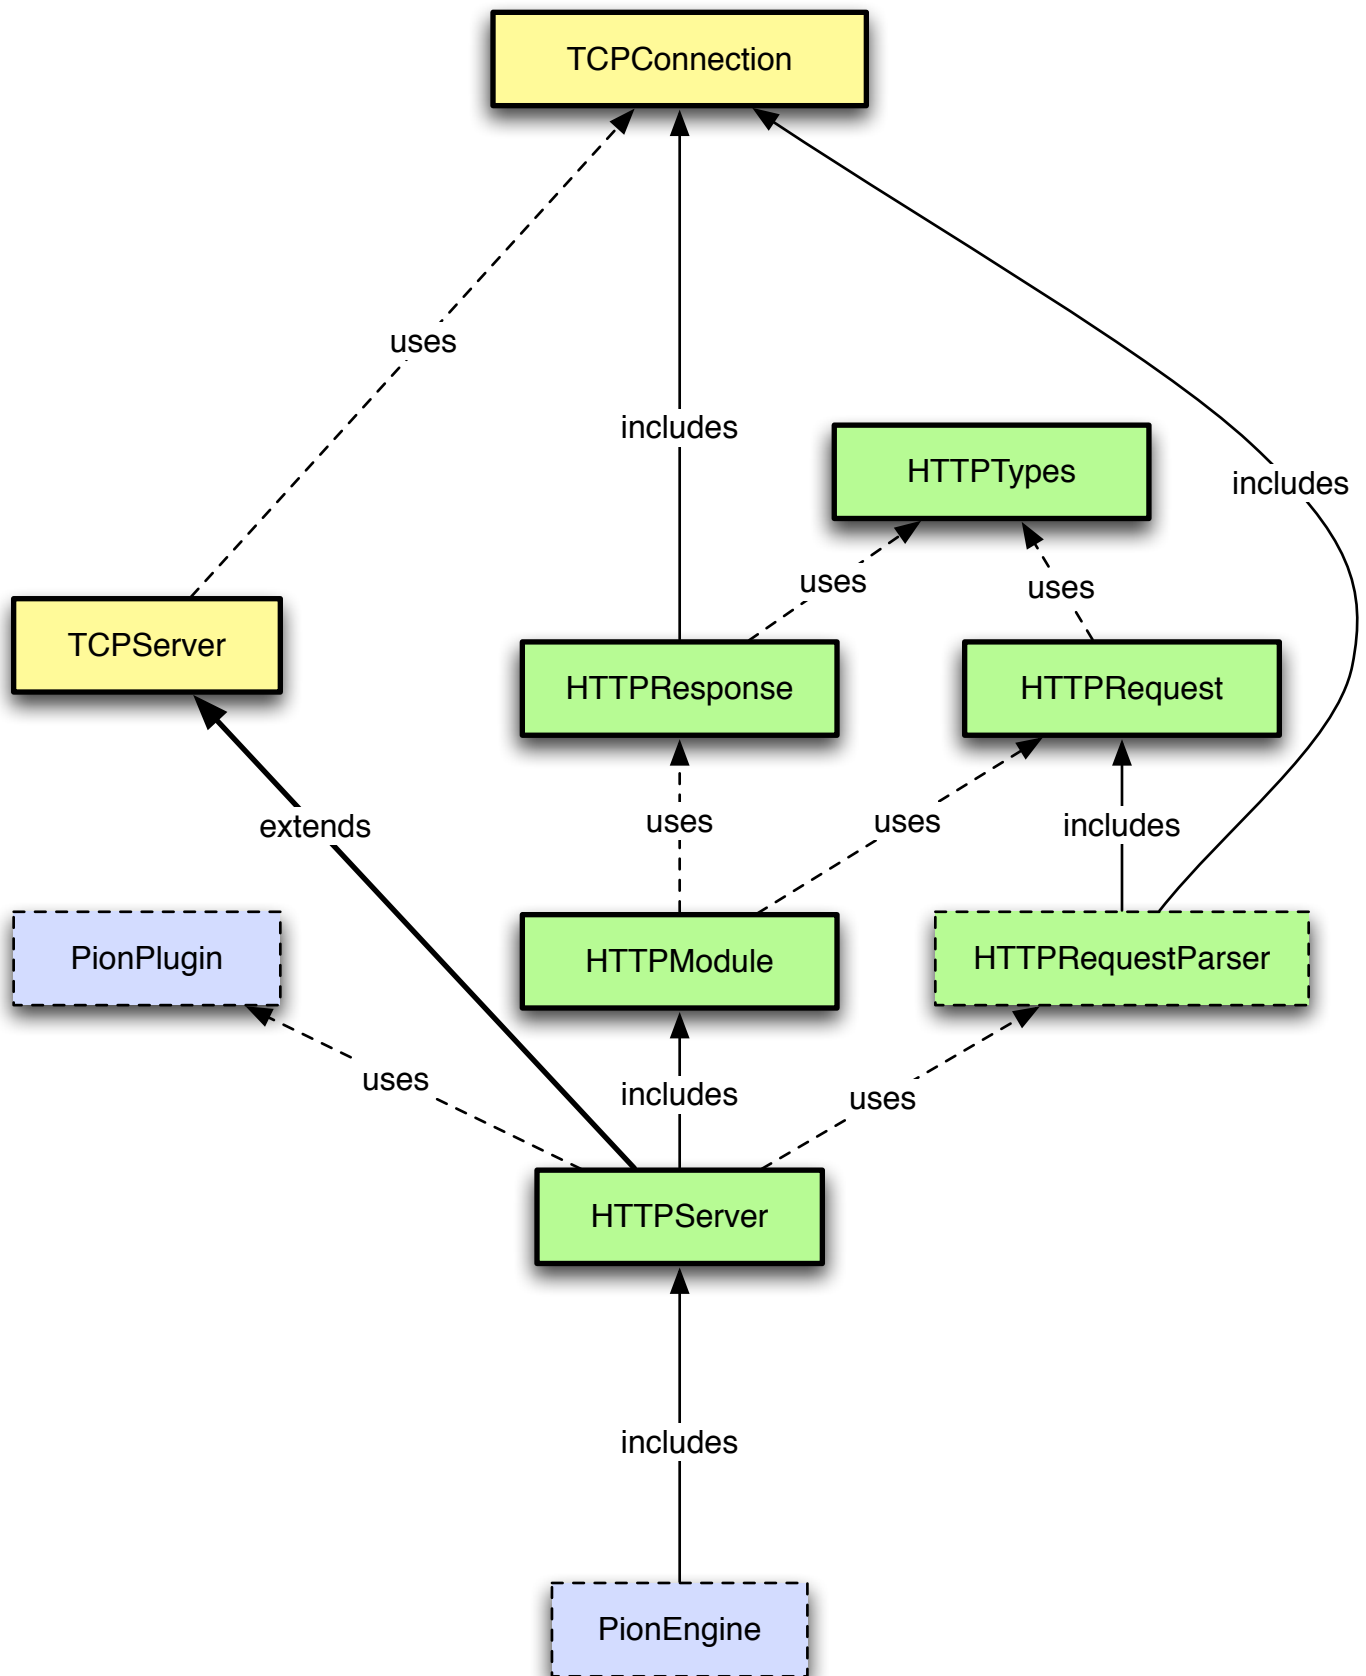 TCPConnection
uses
includes
HTTPTypes
includes
uses
uses
TCPServer
HTTPResponse
HTTPRequest
extends
uses
uses
includes
PionPlugin
HTTPModule
HTTPRequestParser
uses
includes
uses
HTTPServer
includes
PionEngine